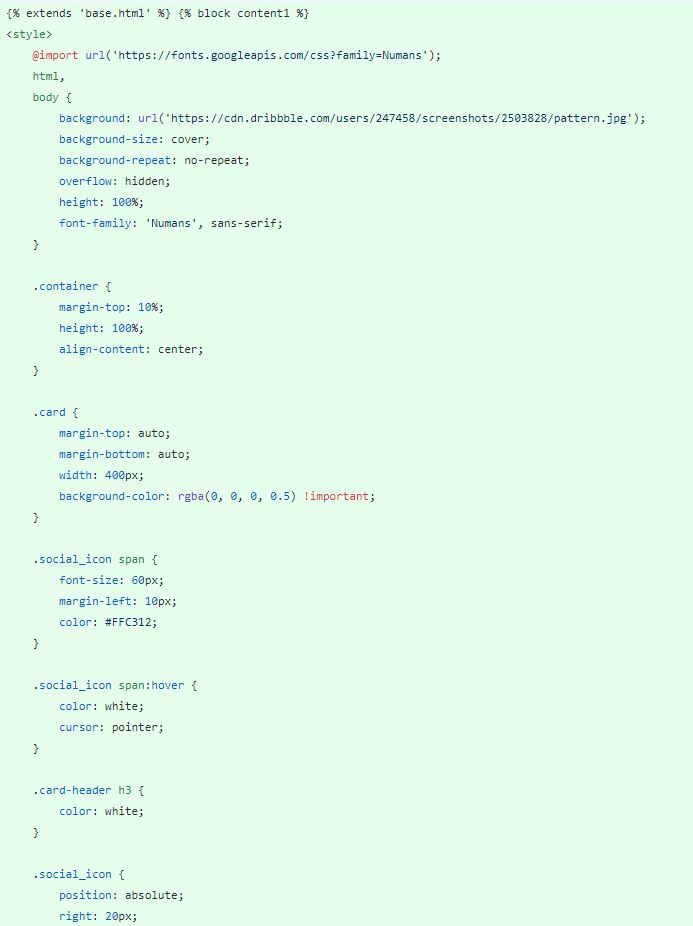 {% extends 'base.html' %} {% block content1 %}
<style>
@import url('https://fonts.googleapis.com/css?family=Numans');
html,
body {
background: url('https://cdn.dribbble.com/users/247458/screenshots/2503828/pattern.jpg');
background-size: cover;
background-repeat: no-repeat;
overflow: hidden;
height: 100%;
font-family: 'Numans', sans-serif;
}
.container {
margin-top: 10%;
height: 100%;
align-content: center;
}
.card {
margin-top: auto;
margin-bottom: auto;
width: 400px;
background-color: rgba(0, 0, 0, 0.5) !important;
}
.social_icon span {
font-size: 60px;
margin-left: 10px;
color: #FFC312;
}
.social_icon span:hover {
color: white;
cursor: pointer;
}
.card-header h3 {
color: white;
}
.social_icon {
position: absolute;
right: 20px;